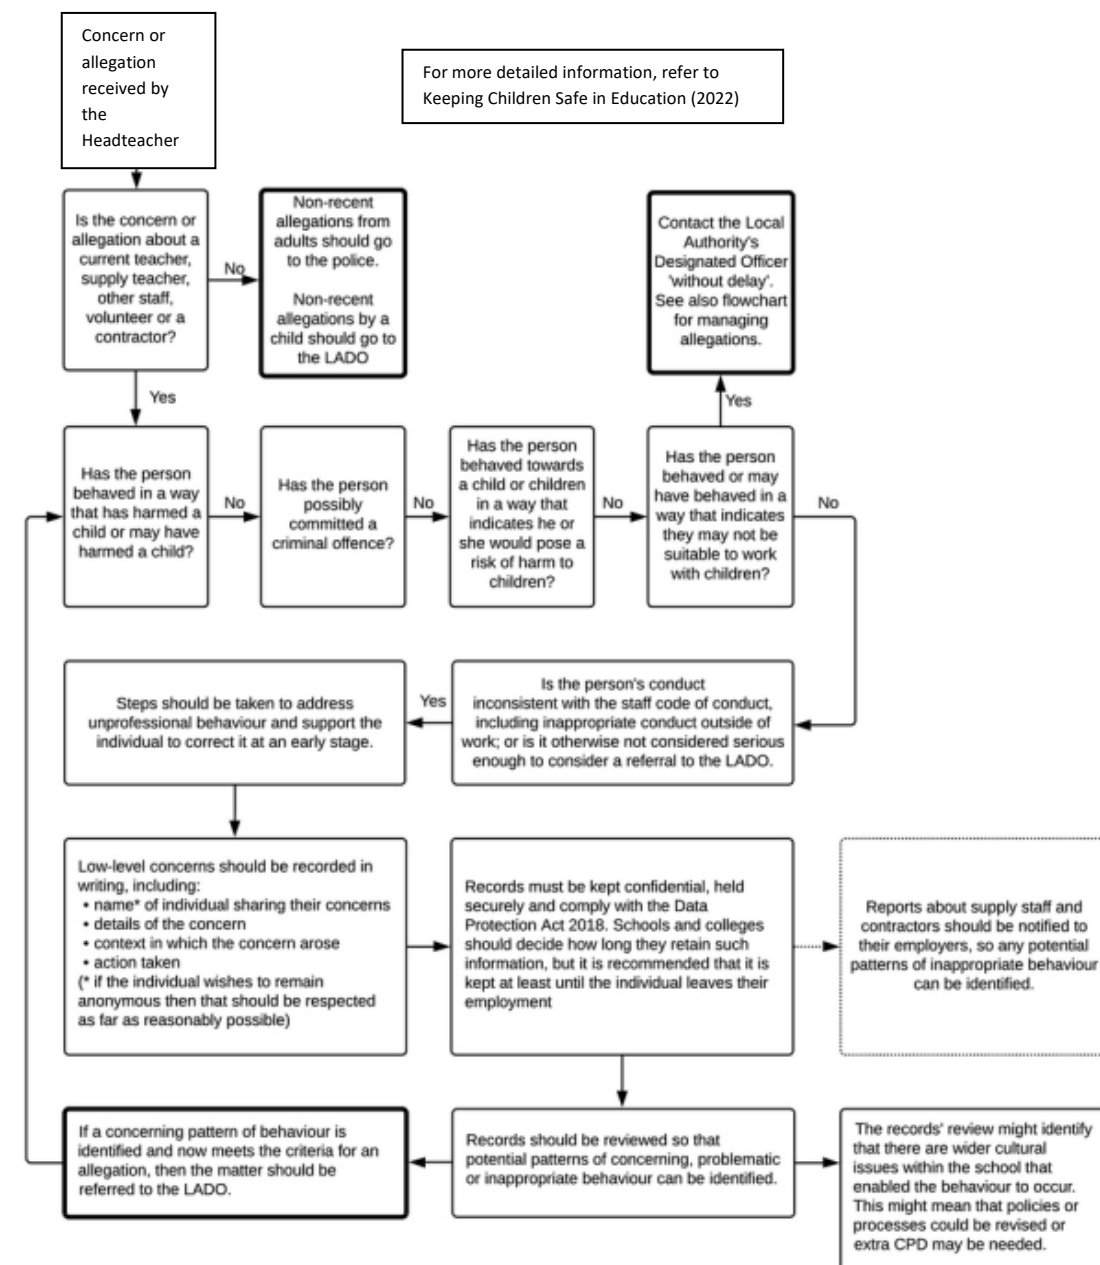 Concern or
allegation
received by
the
Headteacher
For more detailed information, refer to
Keeping Children Safe in Education (2022)
Is the concern or
allegation about a
current teacher,
supply teacher,
other staff,
volunteer or a
contractor?
No
Non-recent
allegations from
adults should go
to the police.
Non-recent
allegations by a
child should go to
the LADO
Contact the Local
Authority's
Designated Officer
'without delay'.
See also flowchart
for managing
allegations.
Yes
Yes
Has the person
behaved in a way
that has harmed a
child or may have
harmed a child?
No
Has the person
possibly
committed a
criminal offence?
No
Has the person
behaved towards
a child or children
in a way that
indicates he or
she would pose a
risk of harm to
children?
No
Has the person
behaved or may
have behaved in a
way that indicates
they may not be
suitable to work
with children?
No
Is the person's conduct
inconsistent with the staff code of conduct,
including inappropriate conduct outside of
work; or is it otherwise not considered serious
enough to consider a referral to the LADO.
Yes
Steps should be taken to address
unprofessional behaviour and support the
individual to correct it at an early stage.
Low-level concerns should be recorded in
writing, including:
• name* of individual sharing their concerns
• details of the concern
• context in which the concern arose
• action taken
(* if the individual wishes to remain
anonymous then that should be respected
as far as reasonably possible)
Records must be kept confidential, held
securely and comply with the Data
Protection Act 2018. Schools and colleges
should decide how long they retain such
information, but it is recommended that it is
kept at least until the individual leaves their
employment
Reports about supply staff and
contractors should be notified to
their employers, so any potential
patterns of inappropriate behaviour
can be identified.
If a concerning pattern of behaviour is
identified and now meets the criteria for an
allegation, then the matter should be
referred to the LADO.
Records should be reviewed so that
potential patterns of concerning, problematic
or inappropriate behaviour can be identified.
The records' review might identify
that there are wider cultural
issues within the school that
enabled the behaviour to occur.
This might mean that policies or
processes could be revised or
extra CPD may be needed.